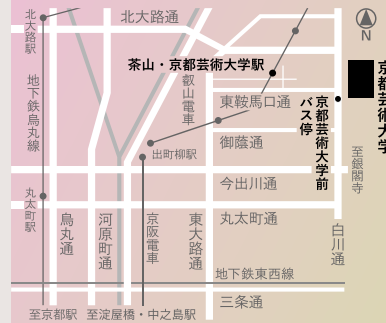 北大路通
北大路駅
N
茶山・京都芸術大学駅
京都芸術大学
叡山電車
地下鉄烏丸線
東鞍馬口通
京都芸術大学前
バス停
御蔭通
出町柳駅
至銀閣寺
今出川通
丸太町駅
烏丸通
河原町通
京阪電車
東大路通
丸太町通
白川通
地下鉄東西線
三条通
至京都駅
至淀屋橋・中之島駅